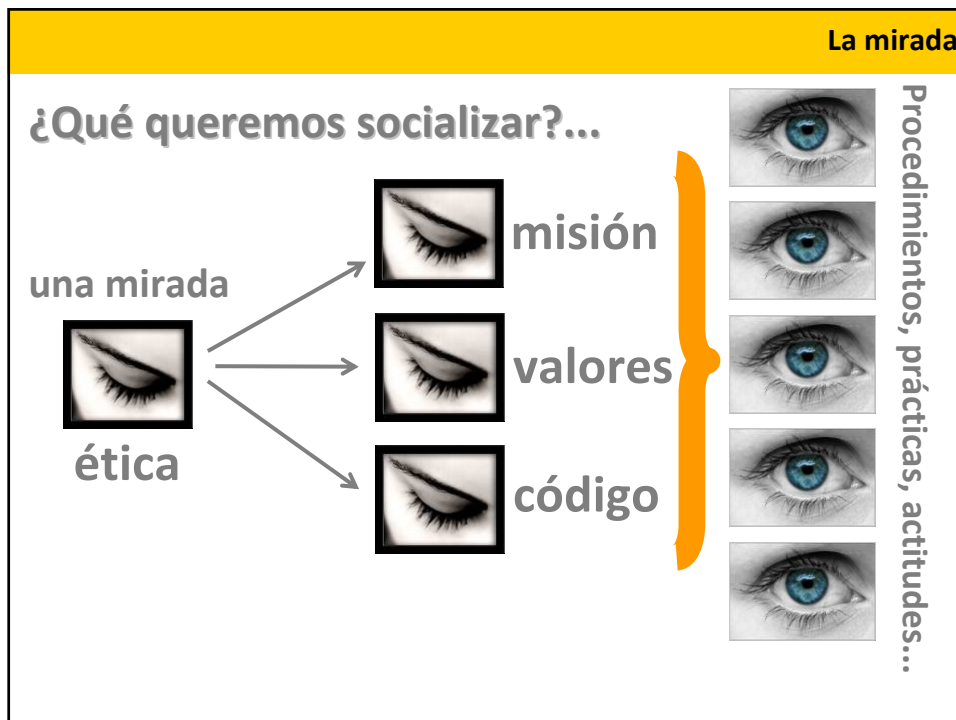 La mirada
¿Qué queremos socializar?...
una mirada
ética
misión
valores
código
Procedimientos, prácticas, actitudes...